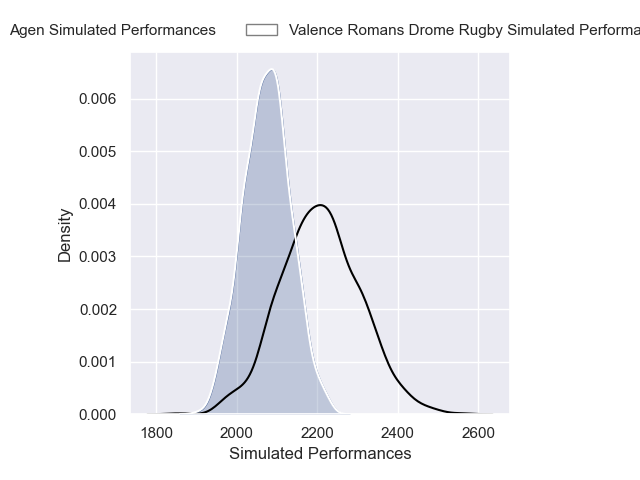 Agen Simulated Performances
Valence Romans Drome Rugby Simulated Performa
0.006
0.005
0.004
0.003
0.002
0.001
0.000
Density
1800 2000 2200 2400 2600
Simulated Performances